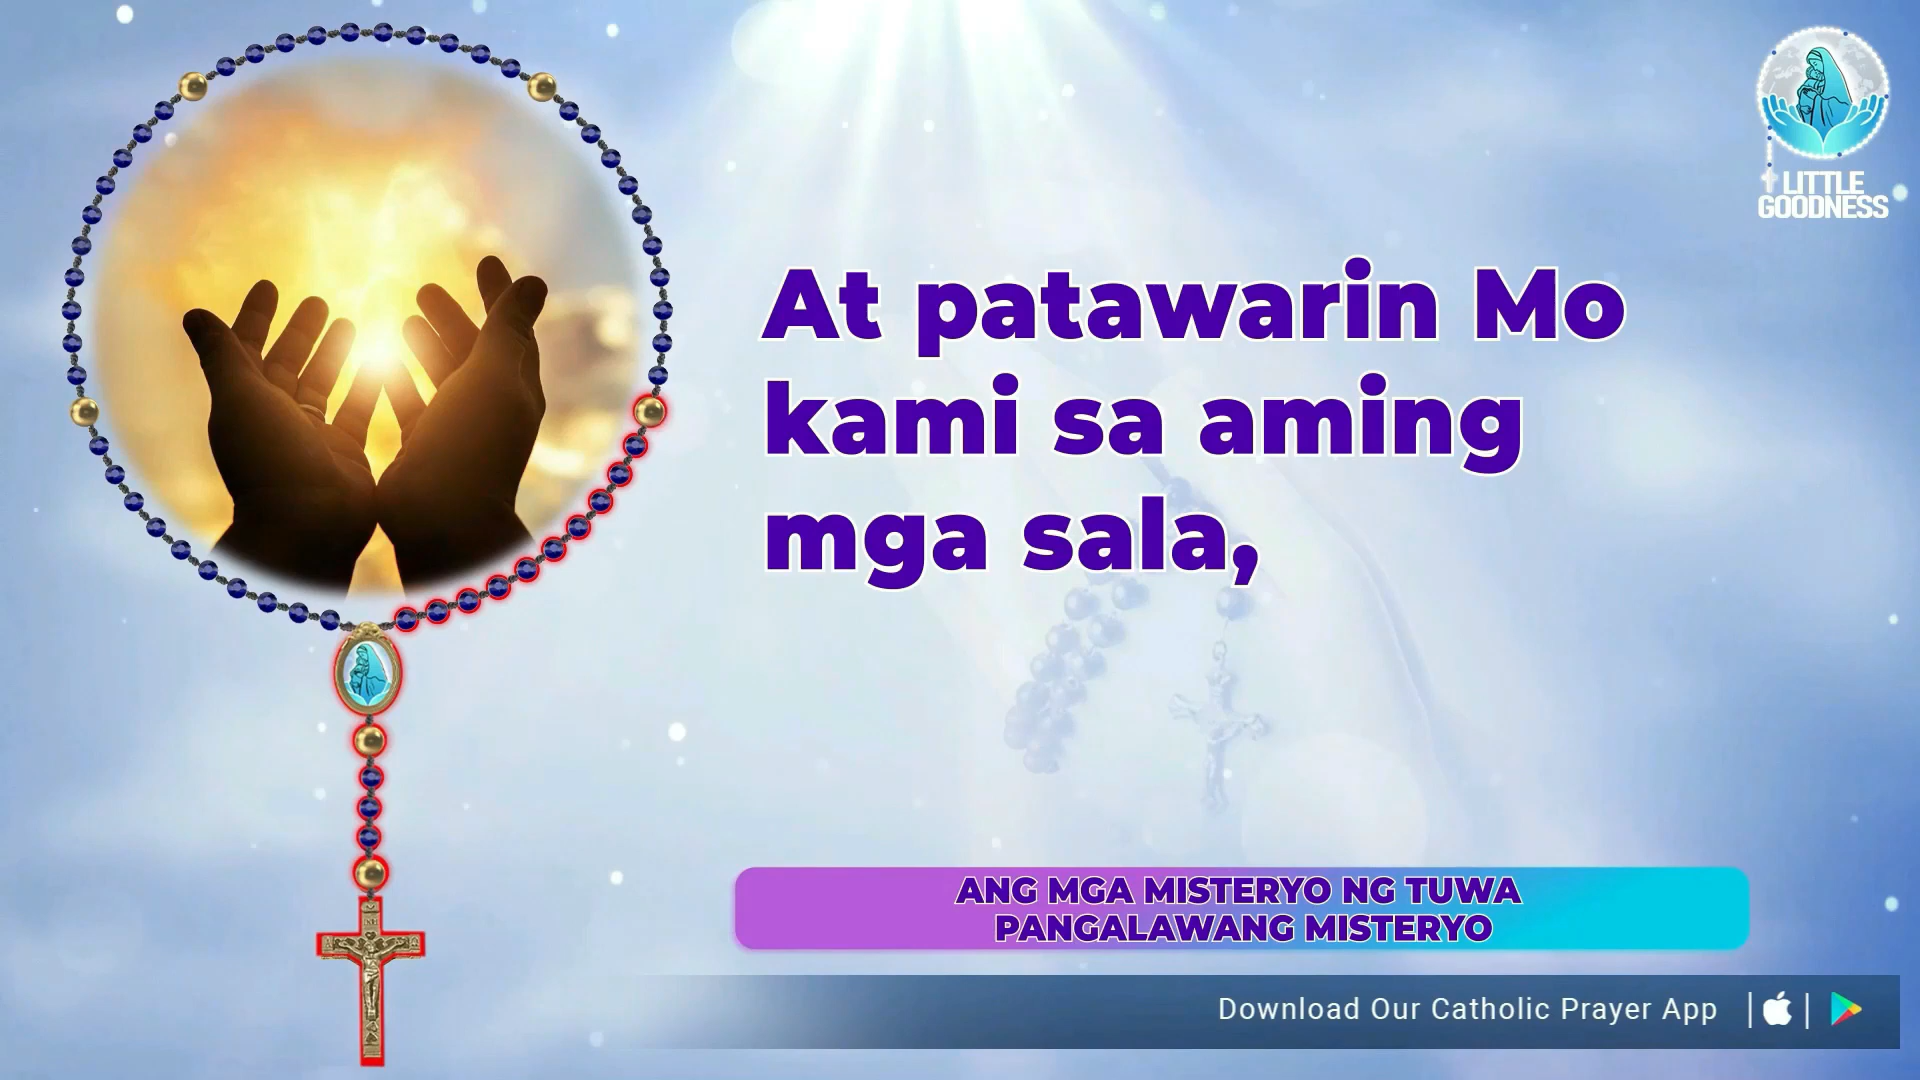 LITTLE
GOODNESS
At patawarin Mo
kami sa aming
mga sala,
ANG MGA MISTERYO NG TUWA
PANGALAWANG MISTERYO
Download Our Catholic Prayer App